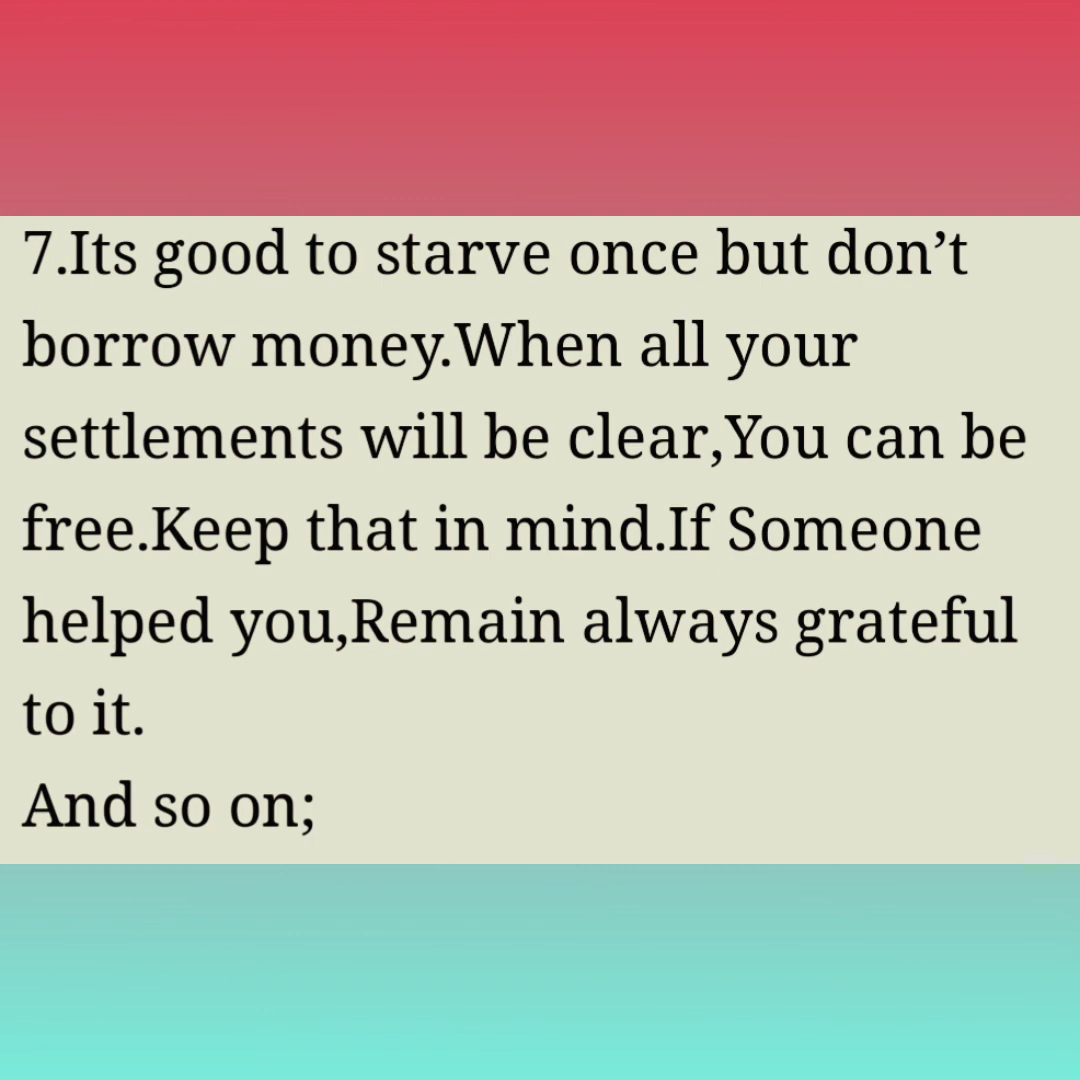 7.Its good to starve once but don’t
borrow money.When all your
settlements will be clear,You can be
free.Keep that in mind.If Someone
helped you,Remain always grateful
to it.
And so on;